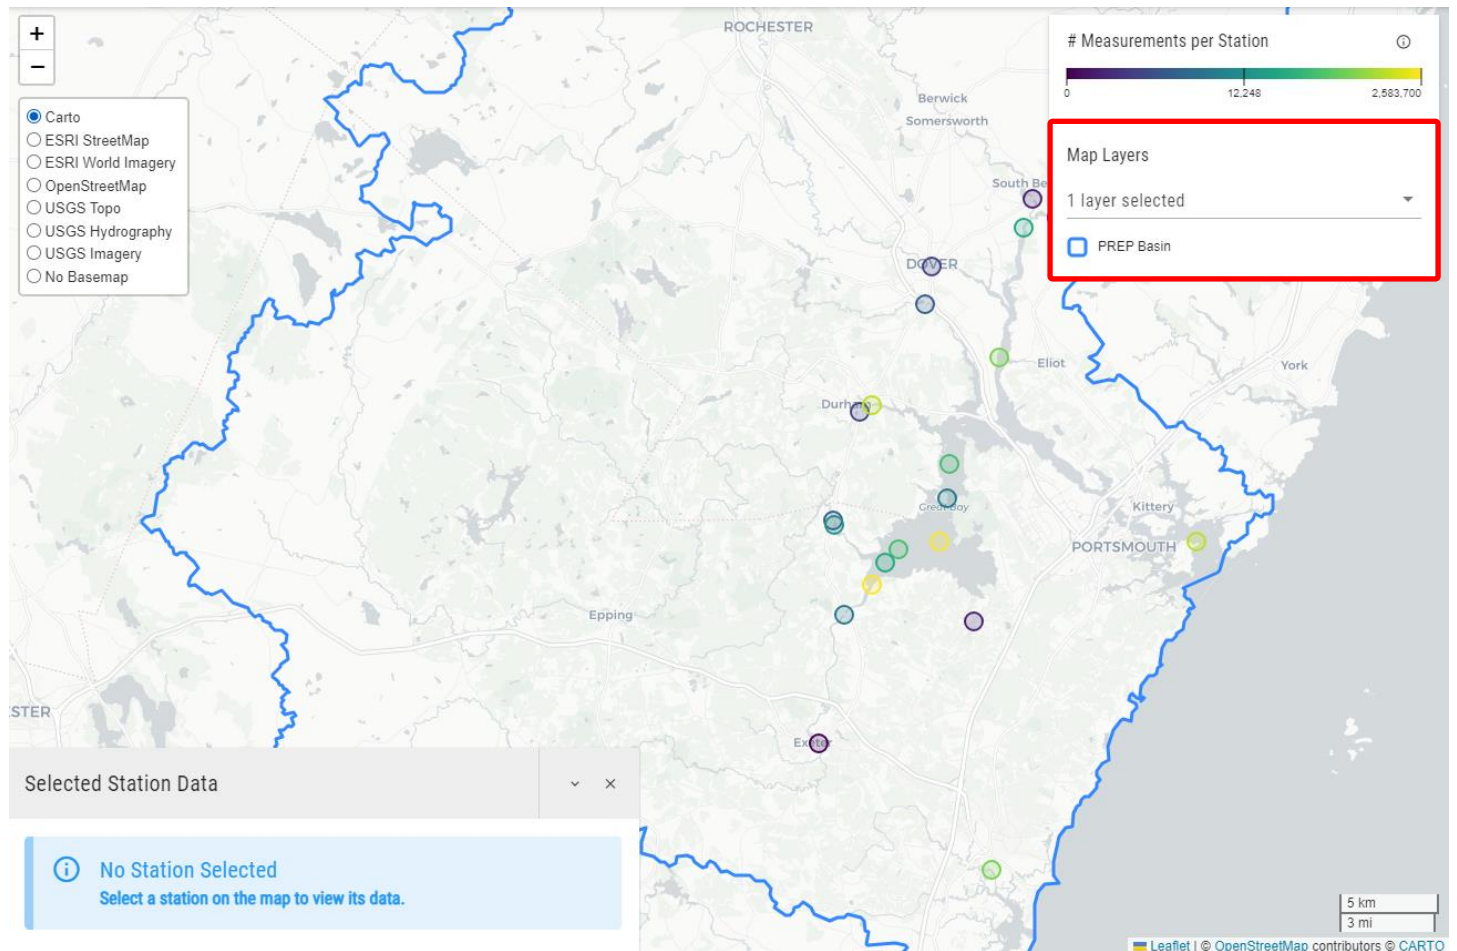 +
−
Carto
ESRI StreetMap
ESRI World Imagery
OpenStreetMap
USGS Topo
USGS Hydrography
USGS Imagery
No Basemap
ROCHESTER
Berwick
Somersworth
South Be
DOVER
Eliot
York
Durham
Great Bay
Kittery
PORTSMOUTH
Epping
STER
Exeter
# Measurements per Station
0 12,248 2,583,700
Map Layers
1 layer selected
PREP Basin
Selected Station Data
No Station Selected
Select a station on the map to view its data.
5 km
3 mi
Leaflet | © OpenStreetMap contributors © CARTO